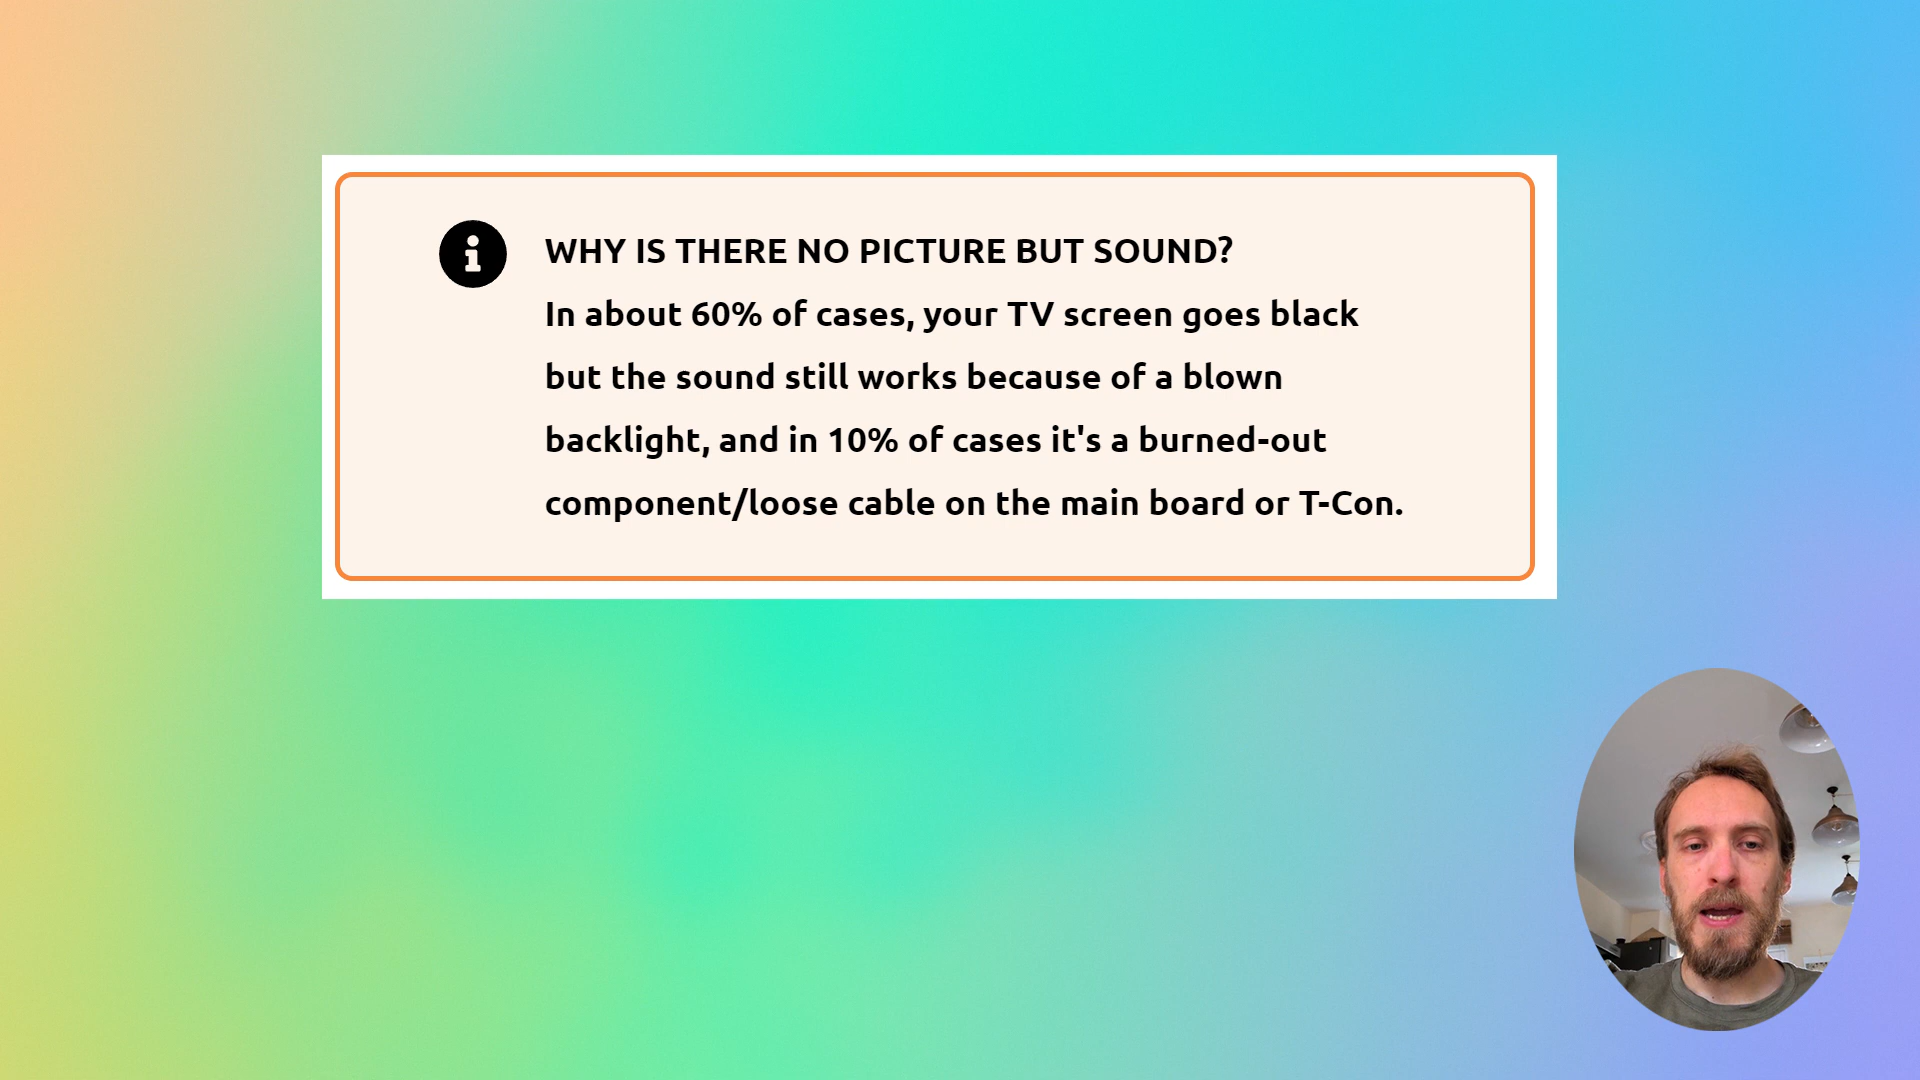 WHY IS THERE NO PICTURE BUT SOUND?
In about 60% of cases, your TV screen goes black
but the sound still works because of a blown
backlight, and in 10% of cases it's a burned-out
component/loose cable on the main board or T-Con.